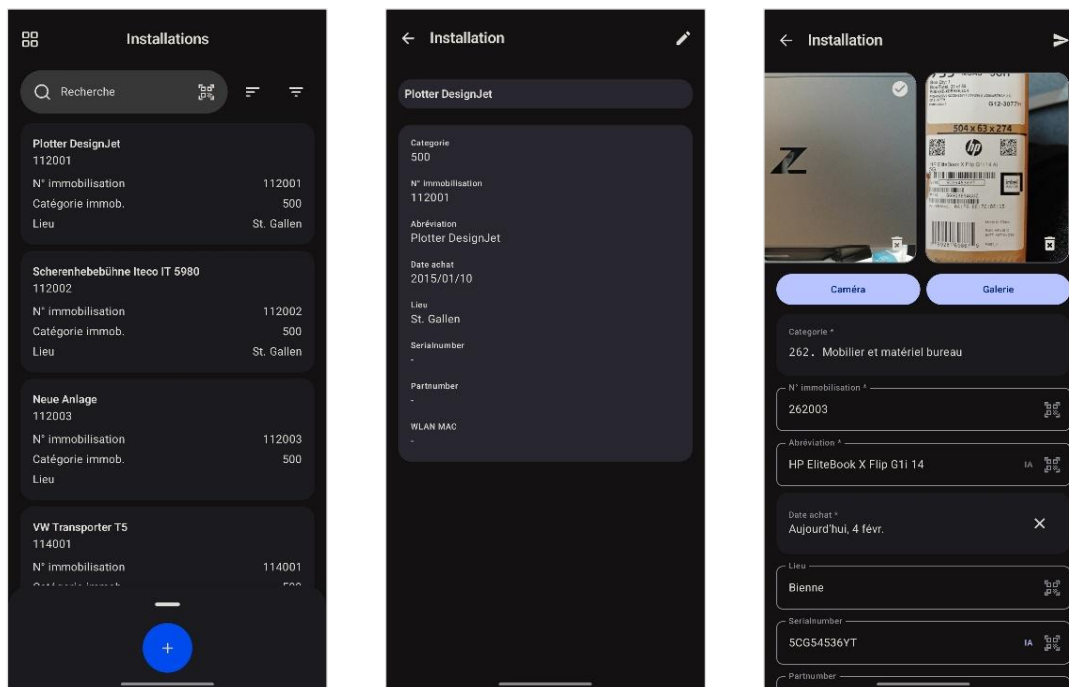 Installations
Recherche
Plotter DesignJet
112001
N° immobilisation 112001
Catégorie immob. 500
Lieu St. Gallen
Scherenhebebühne Iteco IT 5980
112002
N° immobilisation 112002
Catégorie immob. 500
Lieu St. Gallen
Neue Anlage
112003
N° immobilisation 112003
Catégorie immob. 500
Lieu
VW Transporter T5
114001
N° immobilisation 114001
Installation
Plotter DesignJet
Categorie
500
N° immobilisation
112001
Abréviation
Plotter DesignJet
Date achat
2015/01/10
Lieu
St. Gallen
Serialnumber
-
Partnumber
-
WLAN MAC
-
Installation
G12-3077h
504 x 63 x 274
hp
Caméra Galerie
Categorie *
262. Mobilier et matériel bureau
N° immobilisation *
262003
Abréviation *
HP EliteBook X Flip G1i 14 IA
Date achat *
Aujourd'hui, 4 févr.
Lieu
Bienne
Serialnumber
5CG54536YT IA
Partnumber